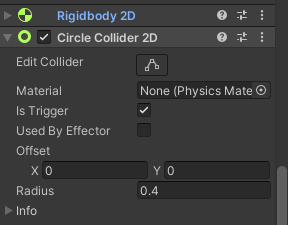 Rigidbody 2D
Circle Collider 2D
Edit Collider
Material None (Physics Mate
Is Trigger
Used By Effector
Offset
X 0 Y 0
Radius 0.4
Info